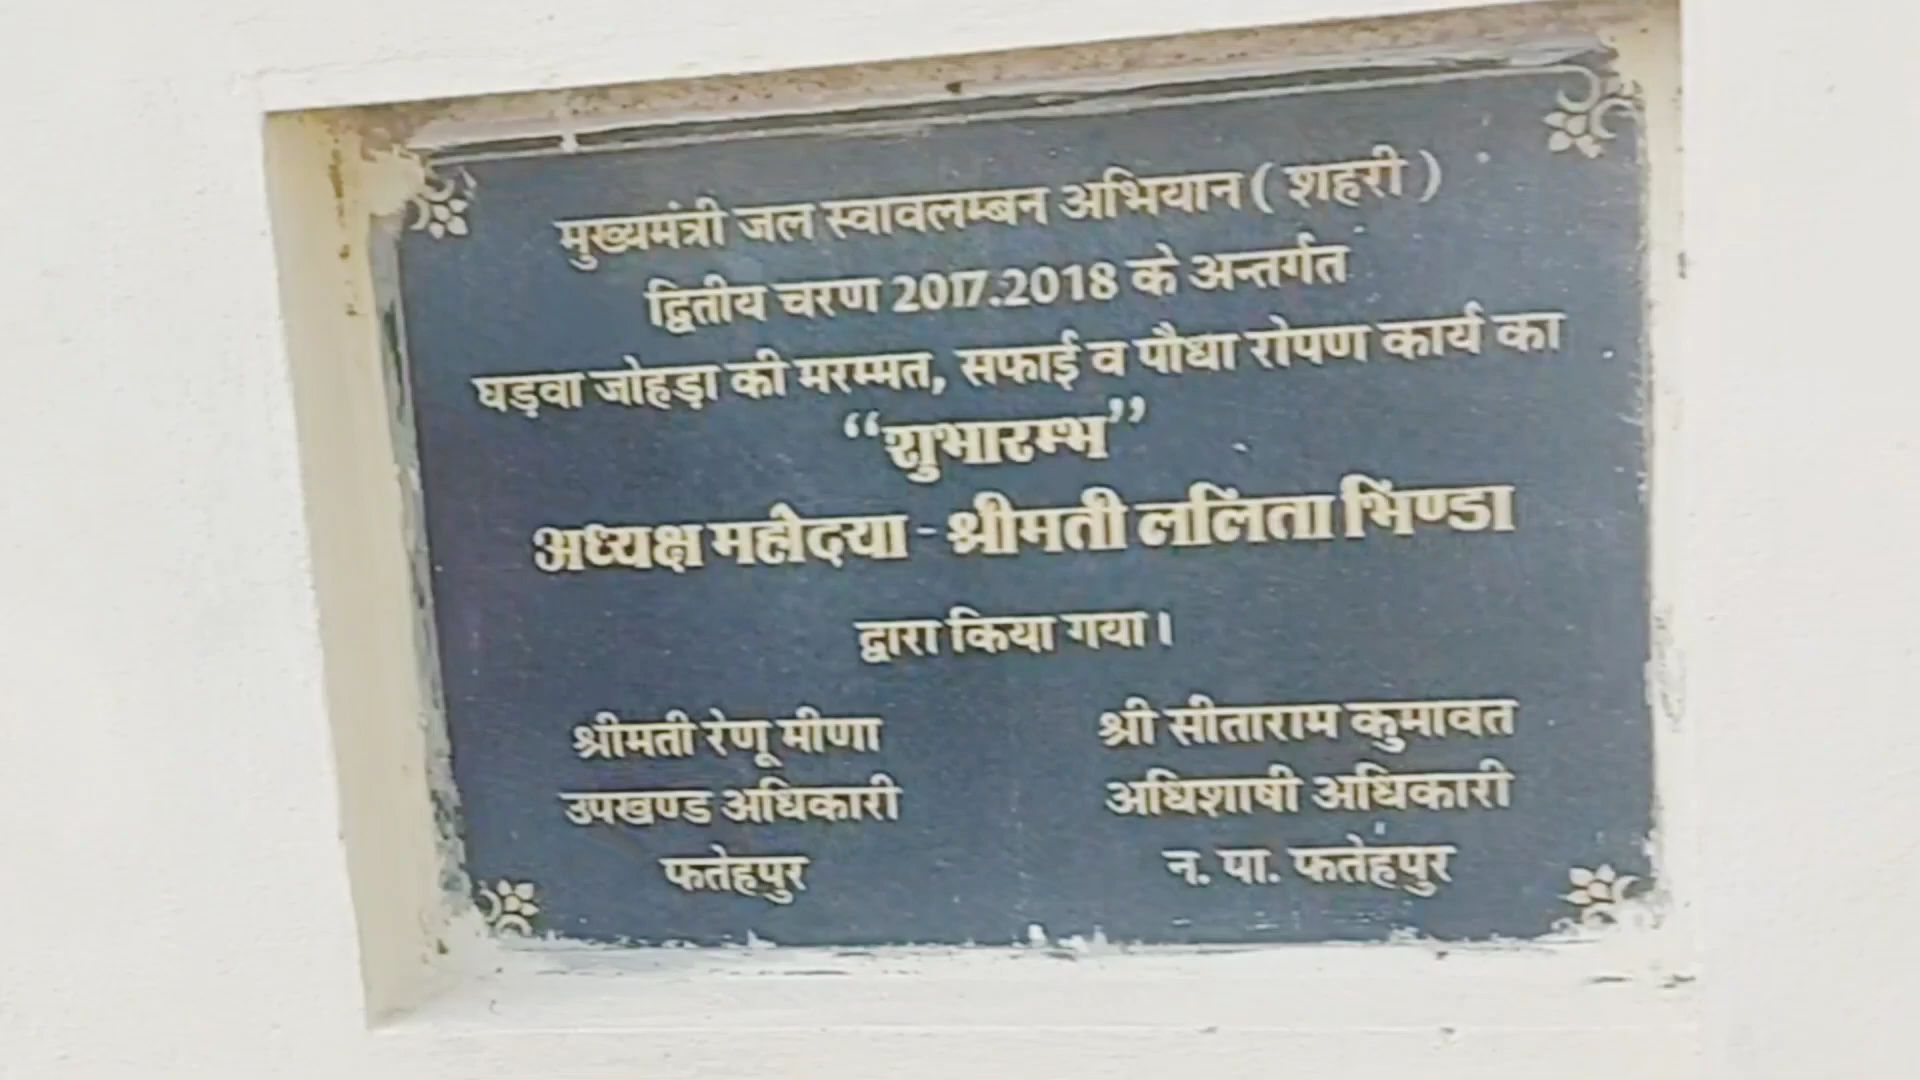 मुख्यमंत्री जल स्वावलम्बन अभियान ( शहरी )
द्वितीय चरण 2017.2018 के अन्तर्गत
घड़वा जोहड़ा की मरम्मत, सफाई व पौधा रोपण कार्य का
“शुभारम्भ”
अध्यक्ष महोदया - श्रीमती ललिता भिण्डा
द्वारा किया गया।
श्रीमती रेणू मीणा
उपखण्ड अधिकारी
फतेहपुर
श्री सीताराम कुमावत
अधिशाषी अधिकारी
न. पा. फतेहपुर